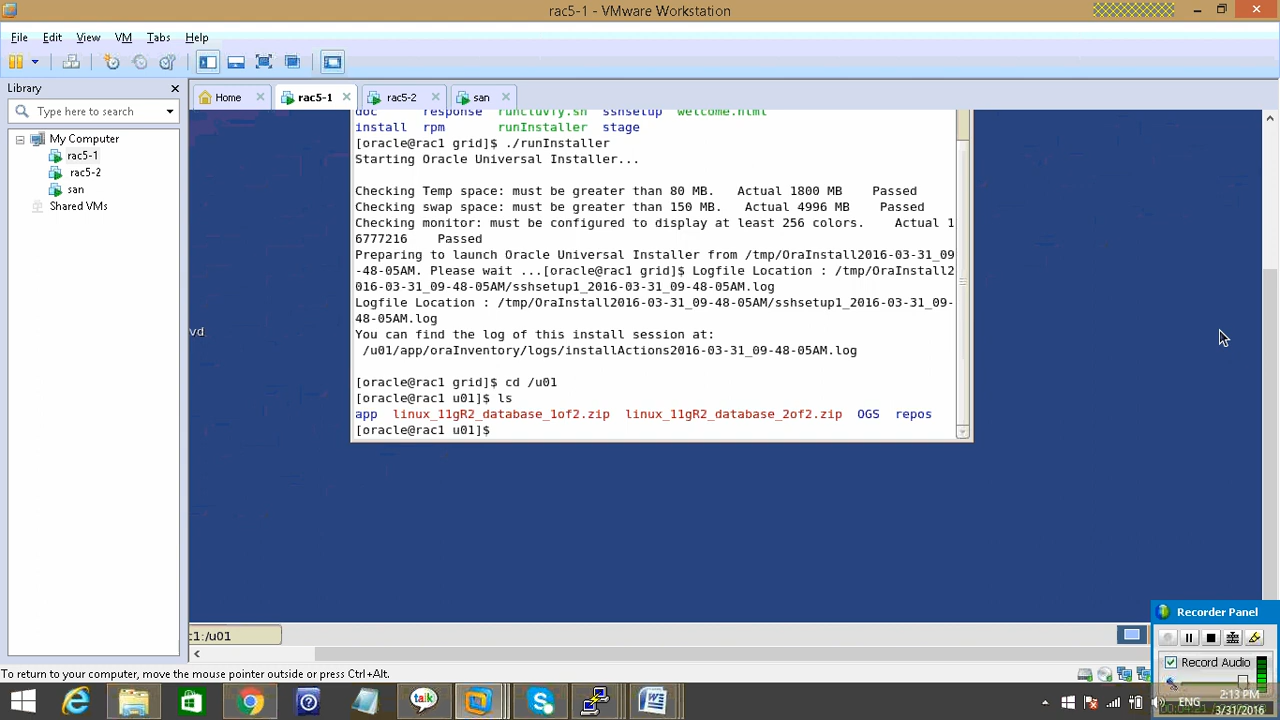 rac5-1 - VMware Workstation
File Edit View VM Tabs Help
Library
Type here to search
My Computer
rac5-1
rac5-2
san
Shared VMs
Home rac5-1 rac5-2 san
doc response runcluvfy.sh sshsetup welcome.html
install rpm runInstaller stage
[oracle@rac1 grid]$ ./runInstaller
Starting Oracle Universal Installer...
Checking Temp space: must be greater than 80 MB. Actual 1800 MB Passed
Checking swap space: must be greater than 150 MB. Actual 4996 MB Passed
Checking monitor: must be configured to display at least 256 colors. Actual 1
6777216 Passed
Preparing to launch Oracle Universal Installer from /tmp/OraInstall2016-03-31_09
-48-05AM. Please wait ...[oracle@rac1 grid]$ Logfile Location : /tmp/OraInstall2
016-03-31_09-48-05AM/sshsetup1_2016-03-31_09-48-05AM.log
Logfile Location : /tmp/OraInstall2016-03-31_09-48-05AM/sshsetup1_2016-03-31_09-
48-05AM.log
You can find the log of this install session at:
/u01/app/oraInventory/logs/installActions2016-03-31_09-48-05AM.log
[oracle@rac1 grid]$ cd /u01
[oracle@rac1 u01]$ ls
app linux_11gR2_database_1of2.zip linux_11gR2_database_2of2.zip OGS repos
[oracle@rac1 u01]$
vd
c1:/u01
To return to your computer, move the mouse pointer outside or press Ctrl+Alt.
Recorder Panel
Record Audio
talk
ENG
2:13 PM
3/31/2016